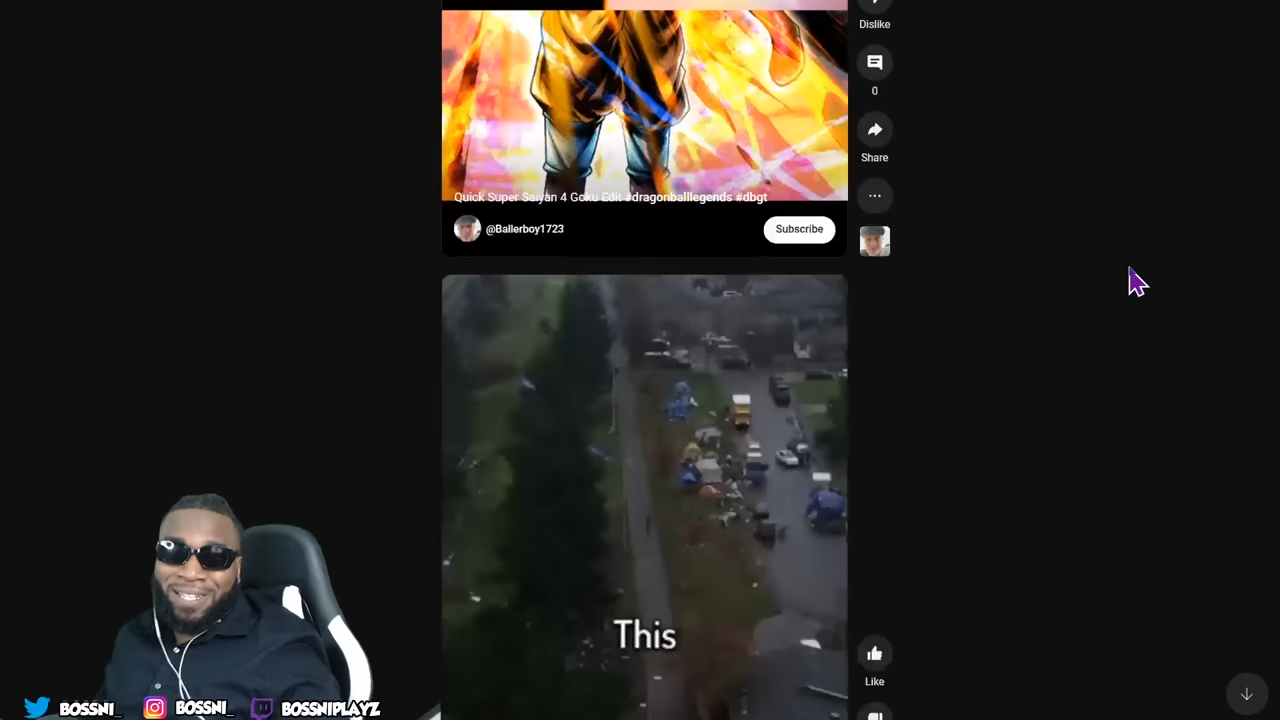 Dislike
0
Share
Quick Super Saiyan 4 Goku Edit #dragonballlegends #dbgt
@Ballerboy1723
Subscribe
This
Like
BOSSNI_
BOSSNI_
BOSSNIPLAYZ